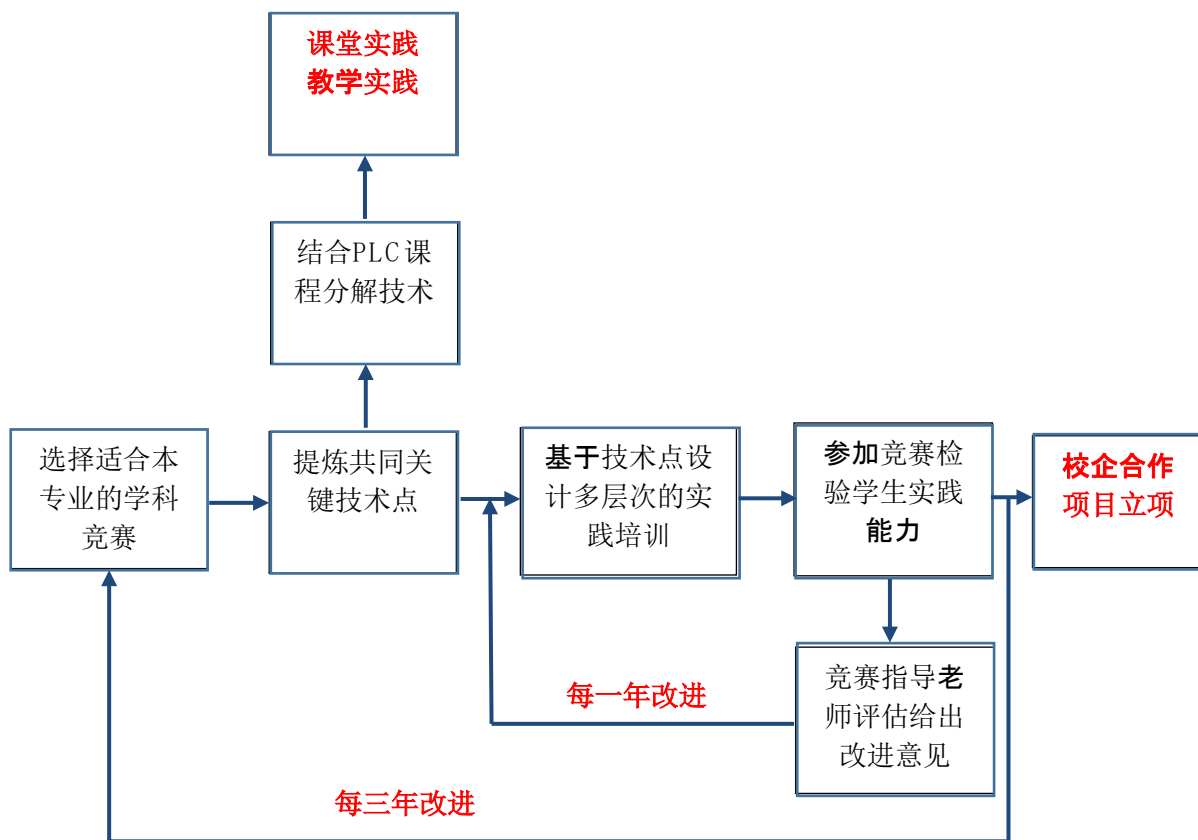 课堂实践
教学实践
结合PLC课
程分解技术
选择适合本
专业的学科
竞赛
提炼共同关
键技术点
基于技术点设
计多层次的实
践培训
参加竞赛检
验学生实践
能力
校企合作
项目立项
竞赛指导老
师评估给出
改进意见
每一年改进
每三年改进